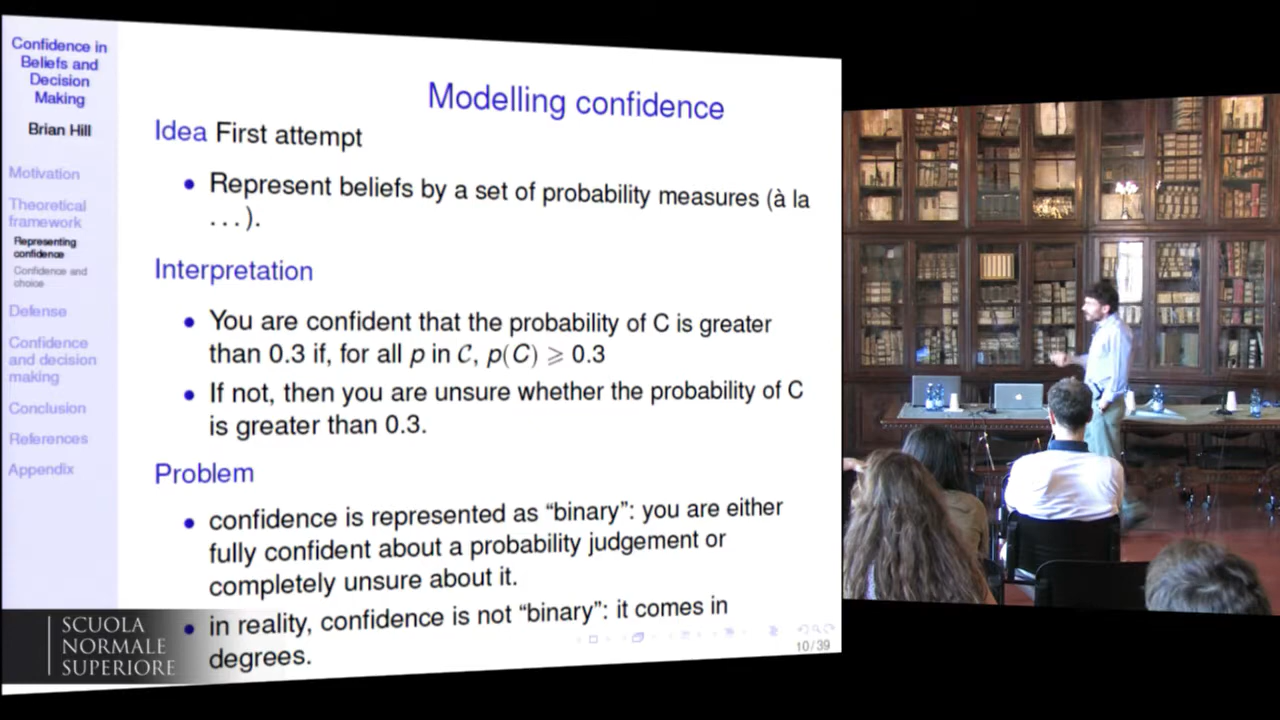 Confidence in
Beliefs and
Decision
Making
Brian Hill
Motivation
Theoretical
framework
Representing
confidence
Confidence and
choice
Defense
Confidence
and decision
making
Conclusion
References
Appendix
Modelling confidence
Idea First attempt
• Represent beliefs by a set of probability measures (à la
...).
Interpretation
• You are confident that the probability of C is greater
than 0.3 if, for all p in 𝒞, p(C) ⩾ 0.3
• If not, then you are unsure whether the probability of C
is greater than 0.3.
Problem
• confidence is represented as “binary”: you are either
fully confident about a probability judgement or
completely unsure about it.
• in reality, confidence is not “binary”: it comes in
degrees.
10/39
SCUOLA
NORMALE
SUPERIORE